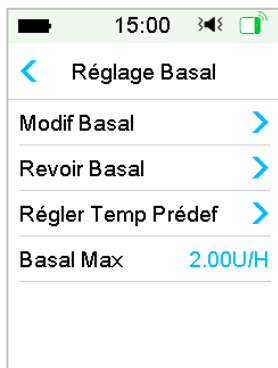 15:00
Réglage Basal
Modif Basal
Revoir Basal
Régler Temp Prédef
Basal Max 2.00U/H